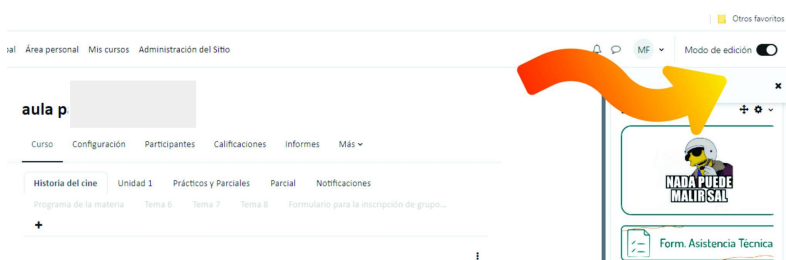 Otros favoritos
Área personal Mis cursos Administración del Sitio MF Modo de edición
aula p
Curso Configuración Participantes Calificaciones Informes Más
Historia del cine Unidad 1 Prácticos y Parciales Parcial Notificaciones
Programa de la materia Tema 6 Tema 7 Tema 8 Formulario para la inscripción de grupo...
NADA PUEDE
MALIR SAL
Form. Asistencia Técnica